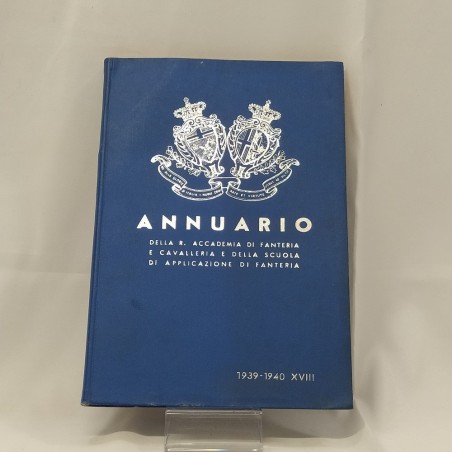 ANNUARIO
DELLA R. ACCADEMIA DI FANTERIA
E CAVALLERIA E DELLA SCUOLA
DI APPLICAZIONE DI FANTERIA
1939-1940 XVIII